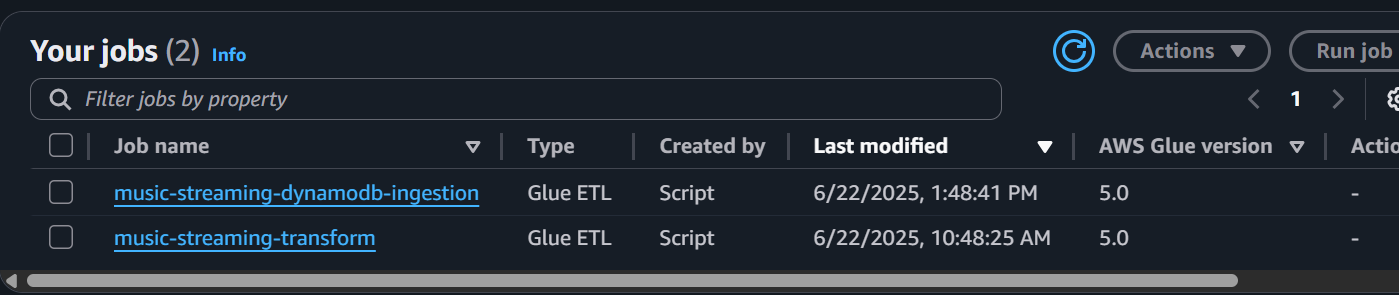 Your jobs (2) Info
Actions
Run job
Filter jobs by property
1
Job name Type Created by Last modified AWS Glue version
music-streaming-dynamodb-ingestion Glue ETL Script 6/22/2025, 1:48:41 PM 5.0 -
music-streaming-transform Glue ETL Script 6/22/2025, 10:48:25 AM 5.0 -